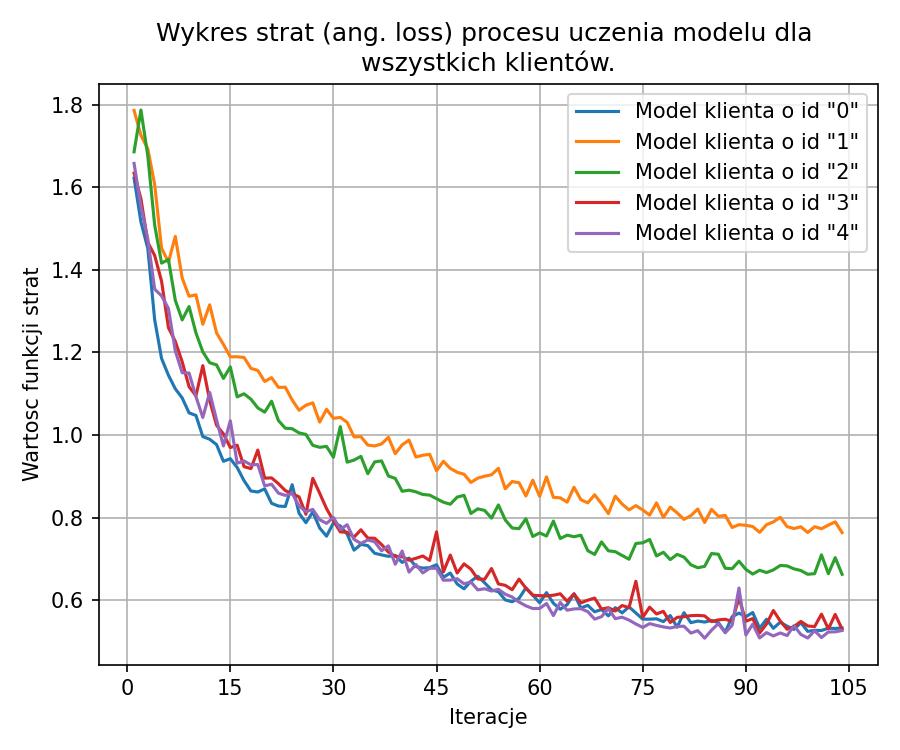 Wykres strat (ang. loss) procesu uczenia modelu dla
wszystkich klientów.
Model klienta o id "0"
Model klienta o id "1"
Model klienta o id "2"
Model klienta o id "3"
Model klienta o id "4"
Wartosc funkcji strat
1.8
1.6
1.4
1.2
1.0
0.8
0.6
0 15 30 45 60 75 90 105
Iteracje